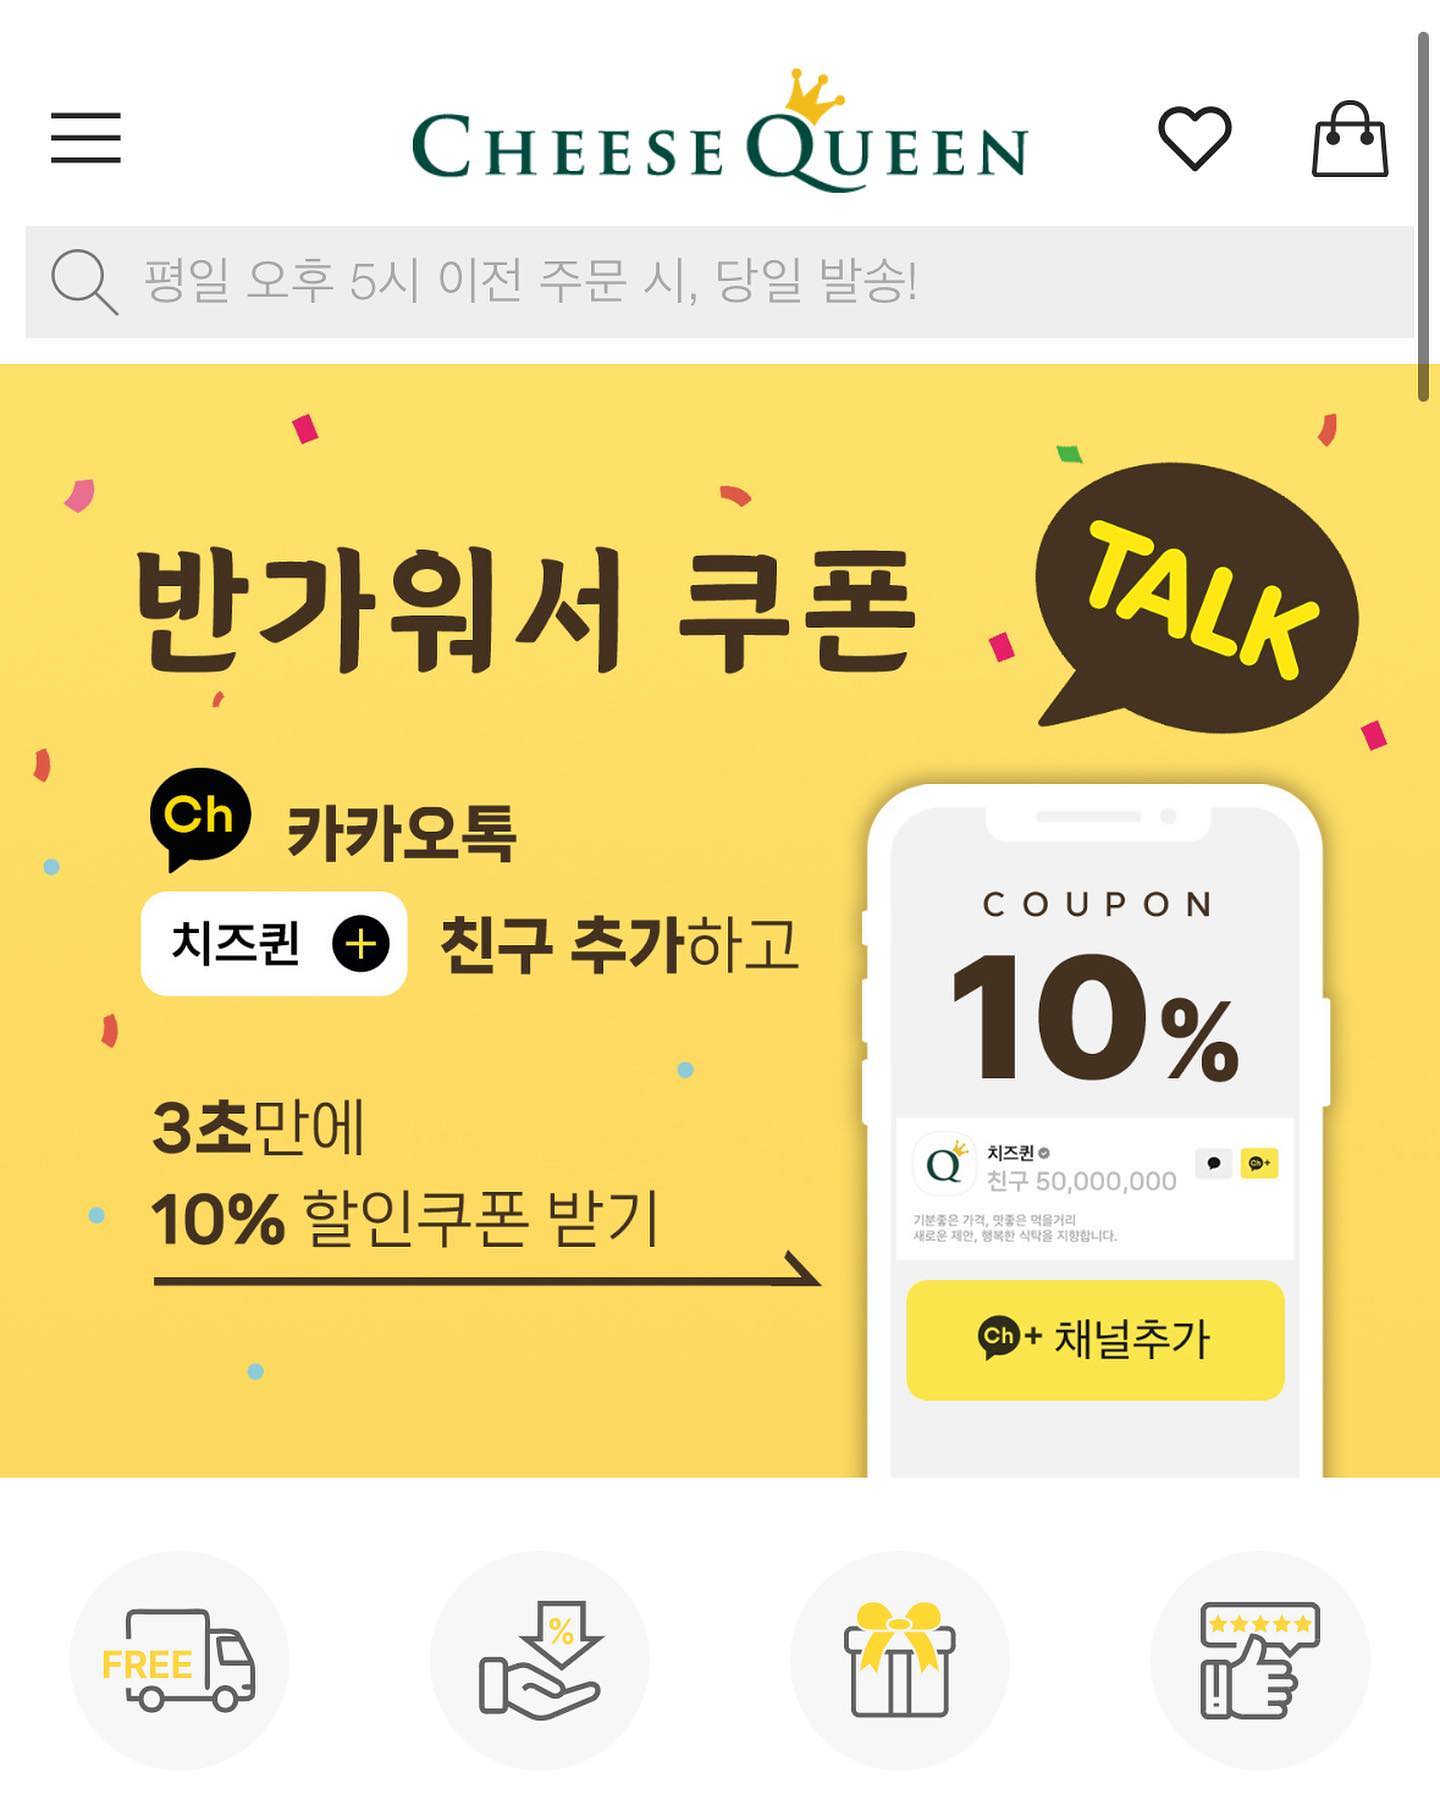 CHEESE QUEEN
평일 오후 5시 이전 주문 시, 당일 발송!
반가워서 쿠폰
TALK
Ch 카카오톡
치즈퀸 + 친구 추가하고
3초만에
10% 할인쿠폰 받기
COUPON
10%
Q 치즈퀸
친구 50,000,000
Ch+
기분좋은 가격, 맛좋은 먹을거리
새로운 제안, 행복한 식탁을 지향합니다.
Ch+ 채널추가
FREE
%